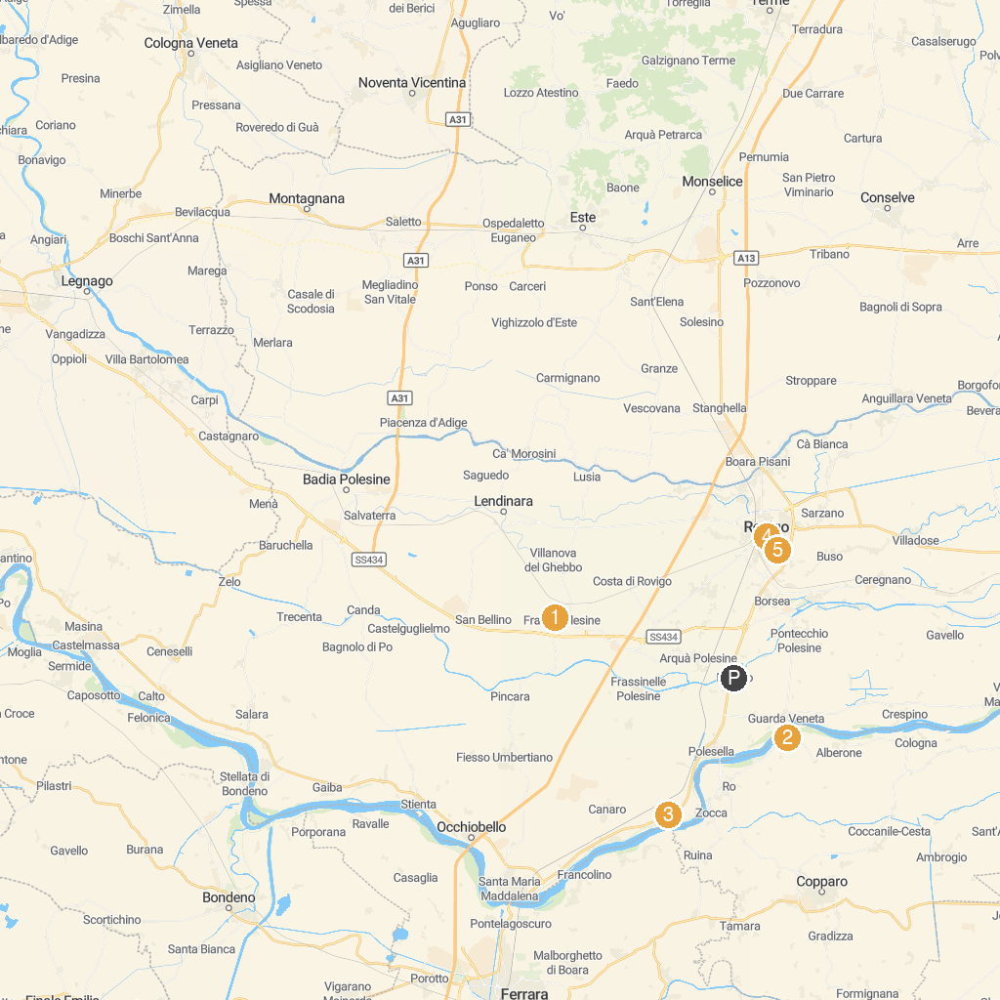 Zimella
Spessa
dei Berici
Agugliaro
Vo'
Torreglia
Terme
Terradura
Albaredo d'Adige
Cologna Veneta
Asigliano Veneto
Galzignano Terme
Casalserugo
Presina
Noventa Vicentina
Lozzo Atestino
Faedo
Due Carrare
Pressana
A31
Coriano
Roveredo di Guà
Arquà Petrarca
Cartura
Bonavigo
Pernumia
Minerbe
Baone
Monselice
San Pietro
Viminario
Montagnana
Conselve
Bevilacqua
Saletto
Ospedaletto
Euganeo
Este
Angiari
Boschi Sant'Anna
Arre
A31
A13
Tribano
Marega
Legnago
Casale di
Scodosia
Megliadino
San Vitale
Ponso
Carceri
Pozzonovo
Sant'Elena
Bagnoli di Sopra
Vangadizza
Terrazzo
Vighizzolo d'Este
Solesino
Merlara
Oppioli
Villa Bartolomea
Carmignano
Granze
Stroppare
Carpi
A31
Vescovana
Stanghella
Anguillara Veneta
Castagnaro
Piacenza d'Adige
Cà Bianca
Ca' Morosini
Boara Pisani
Badia Polesine
Saguedo
Lusia
Menà
Lendinara
Salvaterra
Sarzano
4
5
Baruchella
SS434
Villanova
del Ghebbo
Buso
Villadose
Zelo
Costa di Rovigo
Ceregnano
Po
Trecenta
Canda
Borsea
1
San Bellino
Masina
Castelmassa
Castelguglielmo
SS434
Pontecchio
Polesine
Gavello
Moglia
Sermide
Ceneselli
Bagnolo di Po
Arquà Polesine
P
Caposotto
Calto
Pincara
Frassinelle
Polesine
Felonica
Salara
Guarda Veneta
Crespino
2
Cologna
Fiesso Umbertiano
Polesella
Alberone
Pilastri
Stellata di
Bondeno
Gaiba
Ro
Stienta
Canaro
3
Zocca
Ravalle
Porporana
Occhiobello
Coccanile-Cesta
Gavello
Burana
Ruina
Ambrogio
Casaglia
Francolino
Santa Maria
Maddalena
Copparo
Bondeno
Scortichino
Pontelagoscuro
Tamara
Gradizza
Santa Bianca
Malborghetto
di Boara
Porotto
Vigarano
Formignana
Ferrara